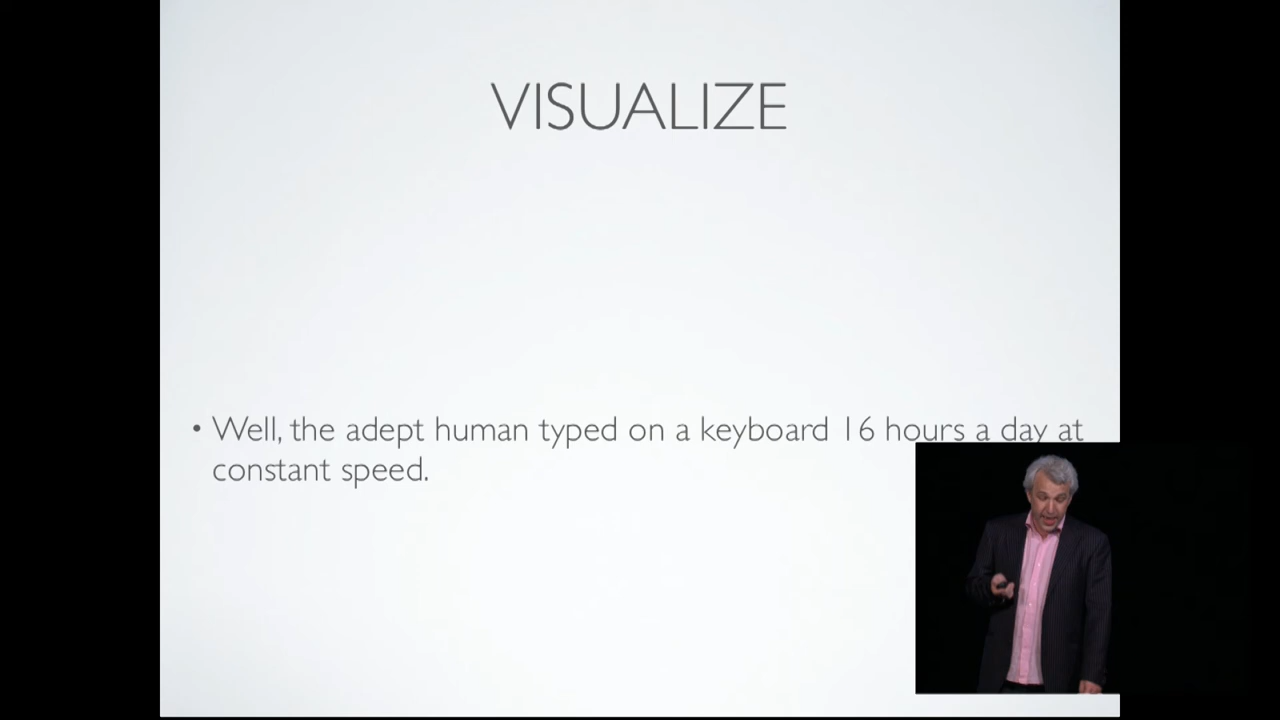 VISUALIZE
• Well, the adept human typed on a keyboard 16 hours a day at
constant speed.